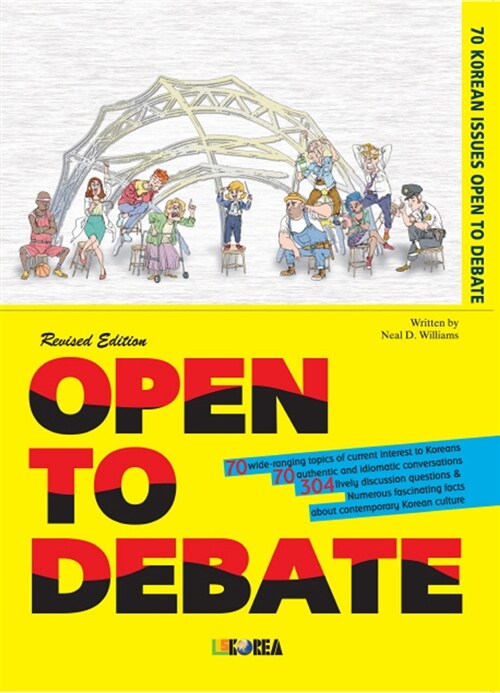 70 KOREAN ISSUES OPEN TO DEBATE
Written by
Neal D. Williams
Revised Edition
OPEN
TO
DEBATE
70 wide-ranging topics of current interest to Koreans
70 authentic and idiomatic conversations
304 lively discussion questions &
Numerous fascinating facts
about contemporary Korean culture
LIS KOREA